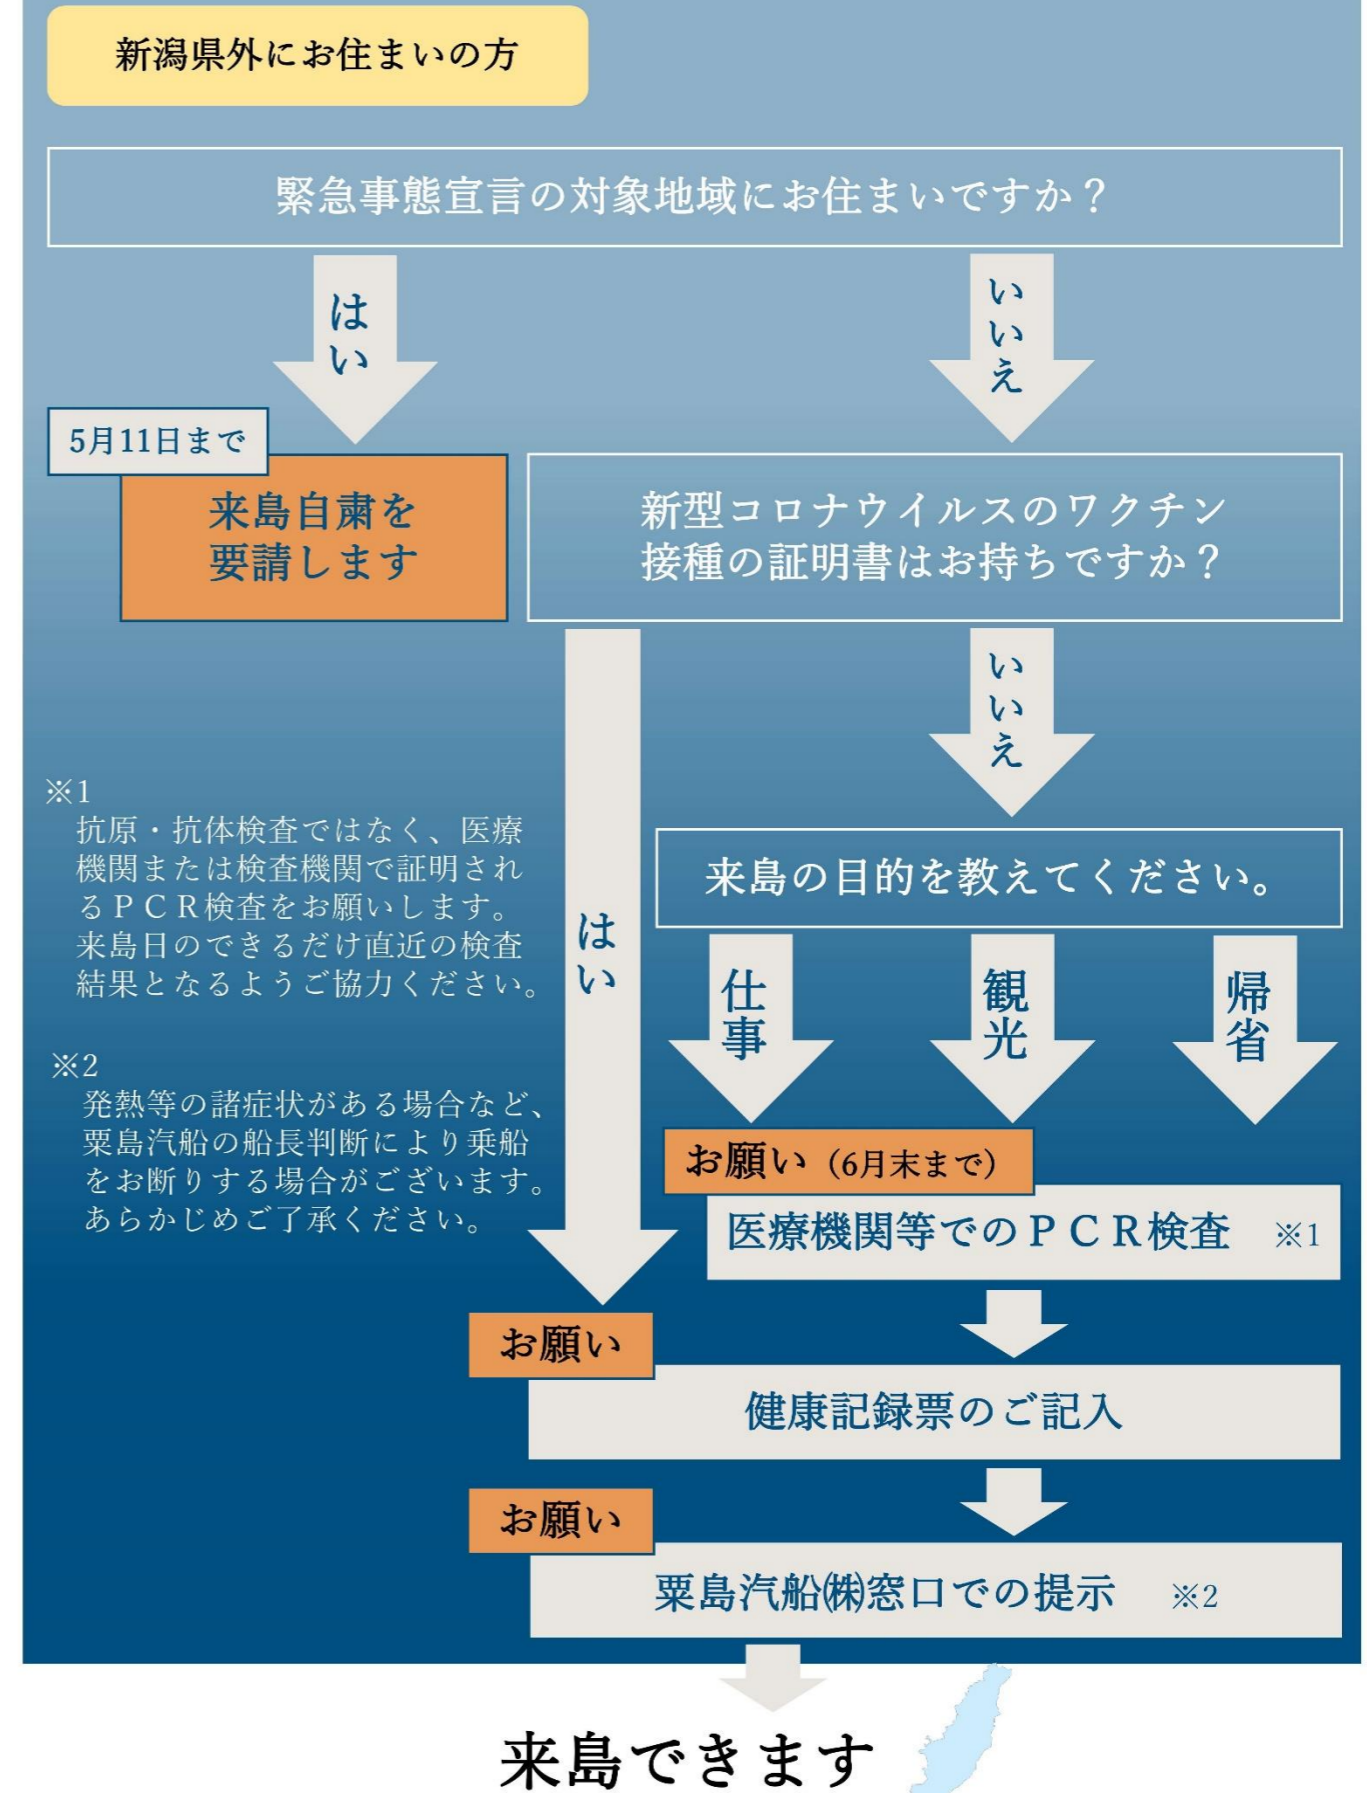 新潟県外にお住まいの方
緊急事態宣言の対象地域にお住まいですか？
はい
いいえ
5月11日まで
来島自粛を
要請します
新型コロナウイルスのワクチン
接種の証明書はお持ちですか？
はい
いいえ
来島の目的を教えてください。
仕事
観光
帰省
※1
抗原・抗体検査ではなく、医療
機関または検査機関で証明され
るＰＣＲ検査をお願いします。
来島日のできるだけ直近の検査
結果となるようご協力ください。
※2
発熱等の諸症状がある場合など、
粟島汽船の船長判断により乗船
をお断りする場合がございます。
あらかじめご了承ください。
お願い（6月末まで）
医療機関等でのＰＣＲ検査　※1
お願い
健康記録票のご記入
お願い
粟島汽船㈱窓口での提示　※2
来島できます